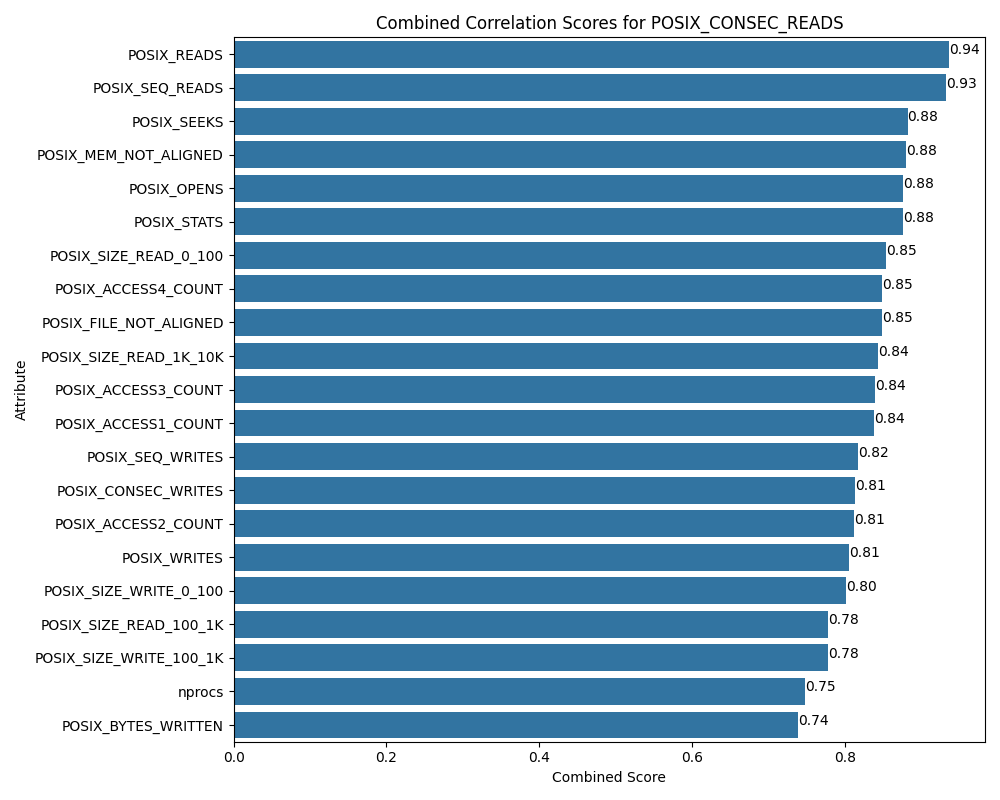 Combined Correlation Scores for POSIX_CONSEC_READS
POSIX_READS 0.94
POSIX_SEQ_READS 0.93
POSIX_SEEKS 0.88
POSIX_MEM_NOT_ALIGNED 0.88
POSIX_OPENS 0.88
POSIX_STATS 0.88
POSIX_SIZE_READ_0_100 0.85
POSIX_ACCESS4_COUNT 0.85
POSIX_FILE_NOT_ALIGNED 0.85
POSIX_SIZE_READ_1K_10K 0.84
POSIX_ACCESS3_COUNT 0.84
POSIX_ACCESS1_COUNT 0.84
POSIX_SEQ_WRITES 0.82
POSIX_CONSEC_WRITES 0.81
POSIX_ACCESS2_COUNT 0.81
POSIX_WRITES 0.81
POSIX_SIZE_WRITE_0_100 0.80
POSIX_SIZE_READ_100_1K 0.78
POSIX_SIZE_WRITE_100_1K 0.78
nprocs 0.75
POSIX_BYTES_WRITTEN 0.74
Attribute
0.0 0.2 0.4 0.6 0.8
Combined Score